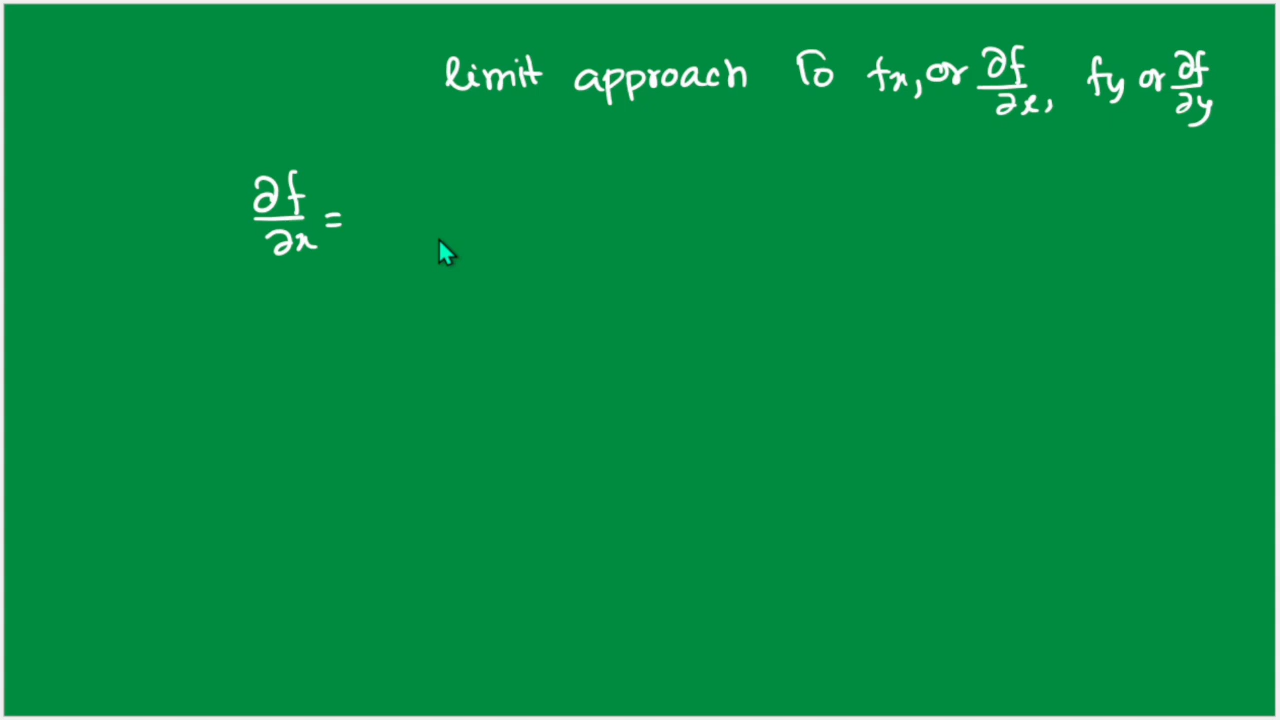 limit approach To fx, or ∂f/∂x, fy or ∂f/∂y
∂f/∂x =